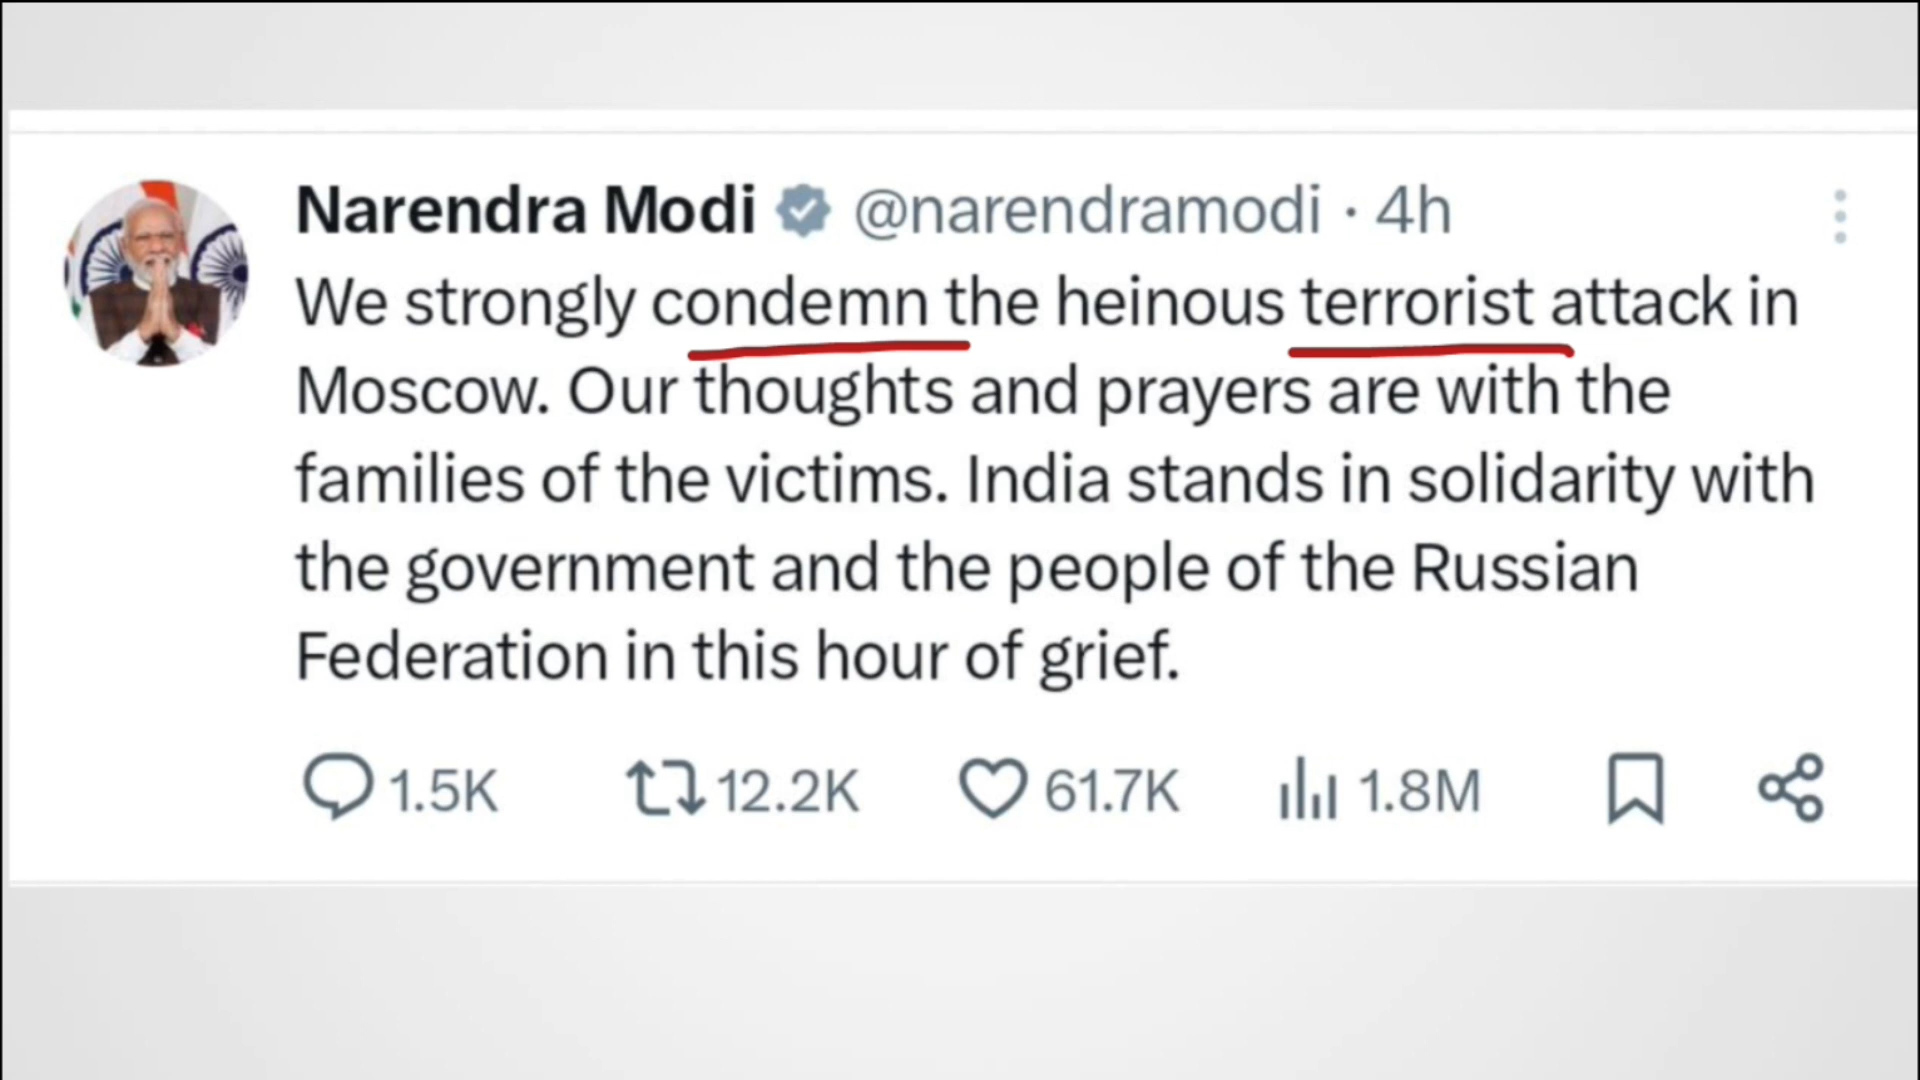 Narendra Modi @narendramodi · 4h
We strongly condemn the heinous terrorist attack in
Moscow. Our thoughts and prayers are with the
families of the victims. India stands in solidarity with
the government and the people of the Russian
Federation in this hour of grief.
1.5K 12.2K 61.7K 1.8M